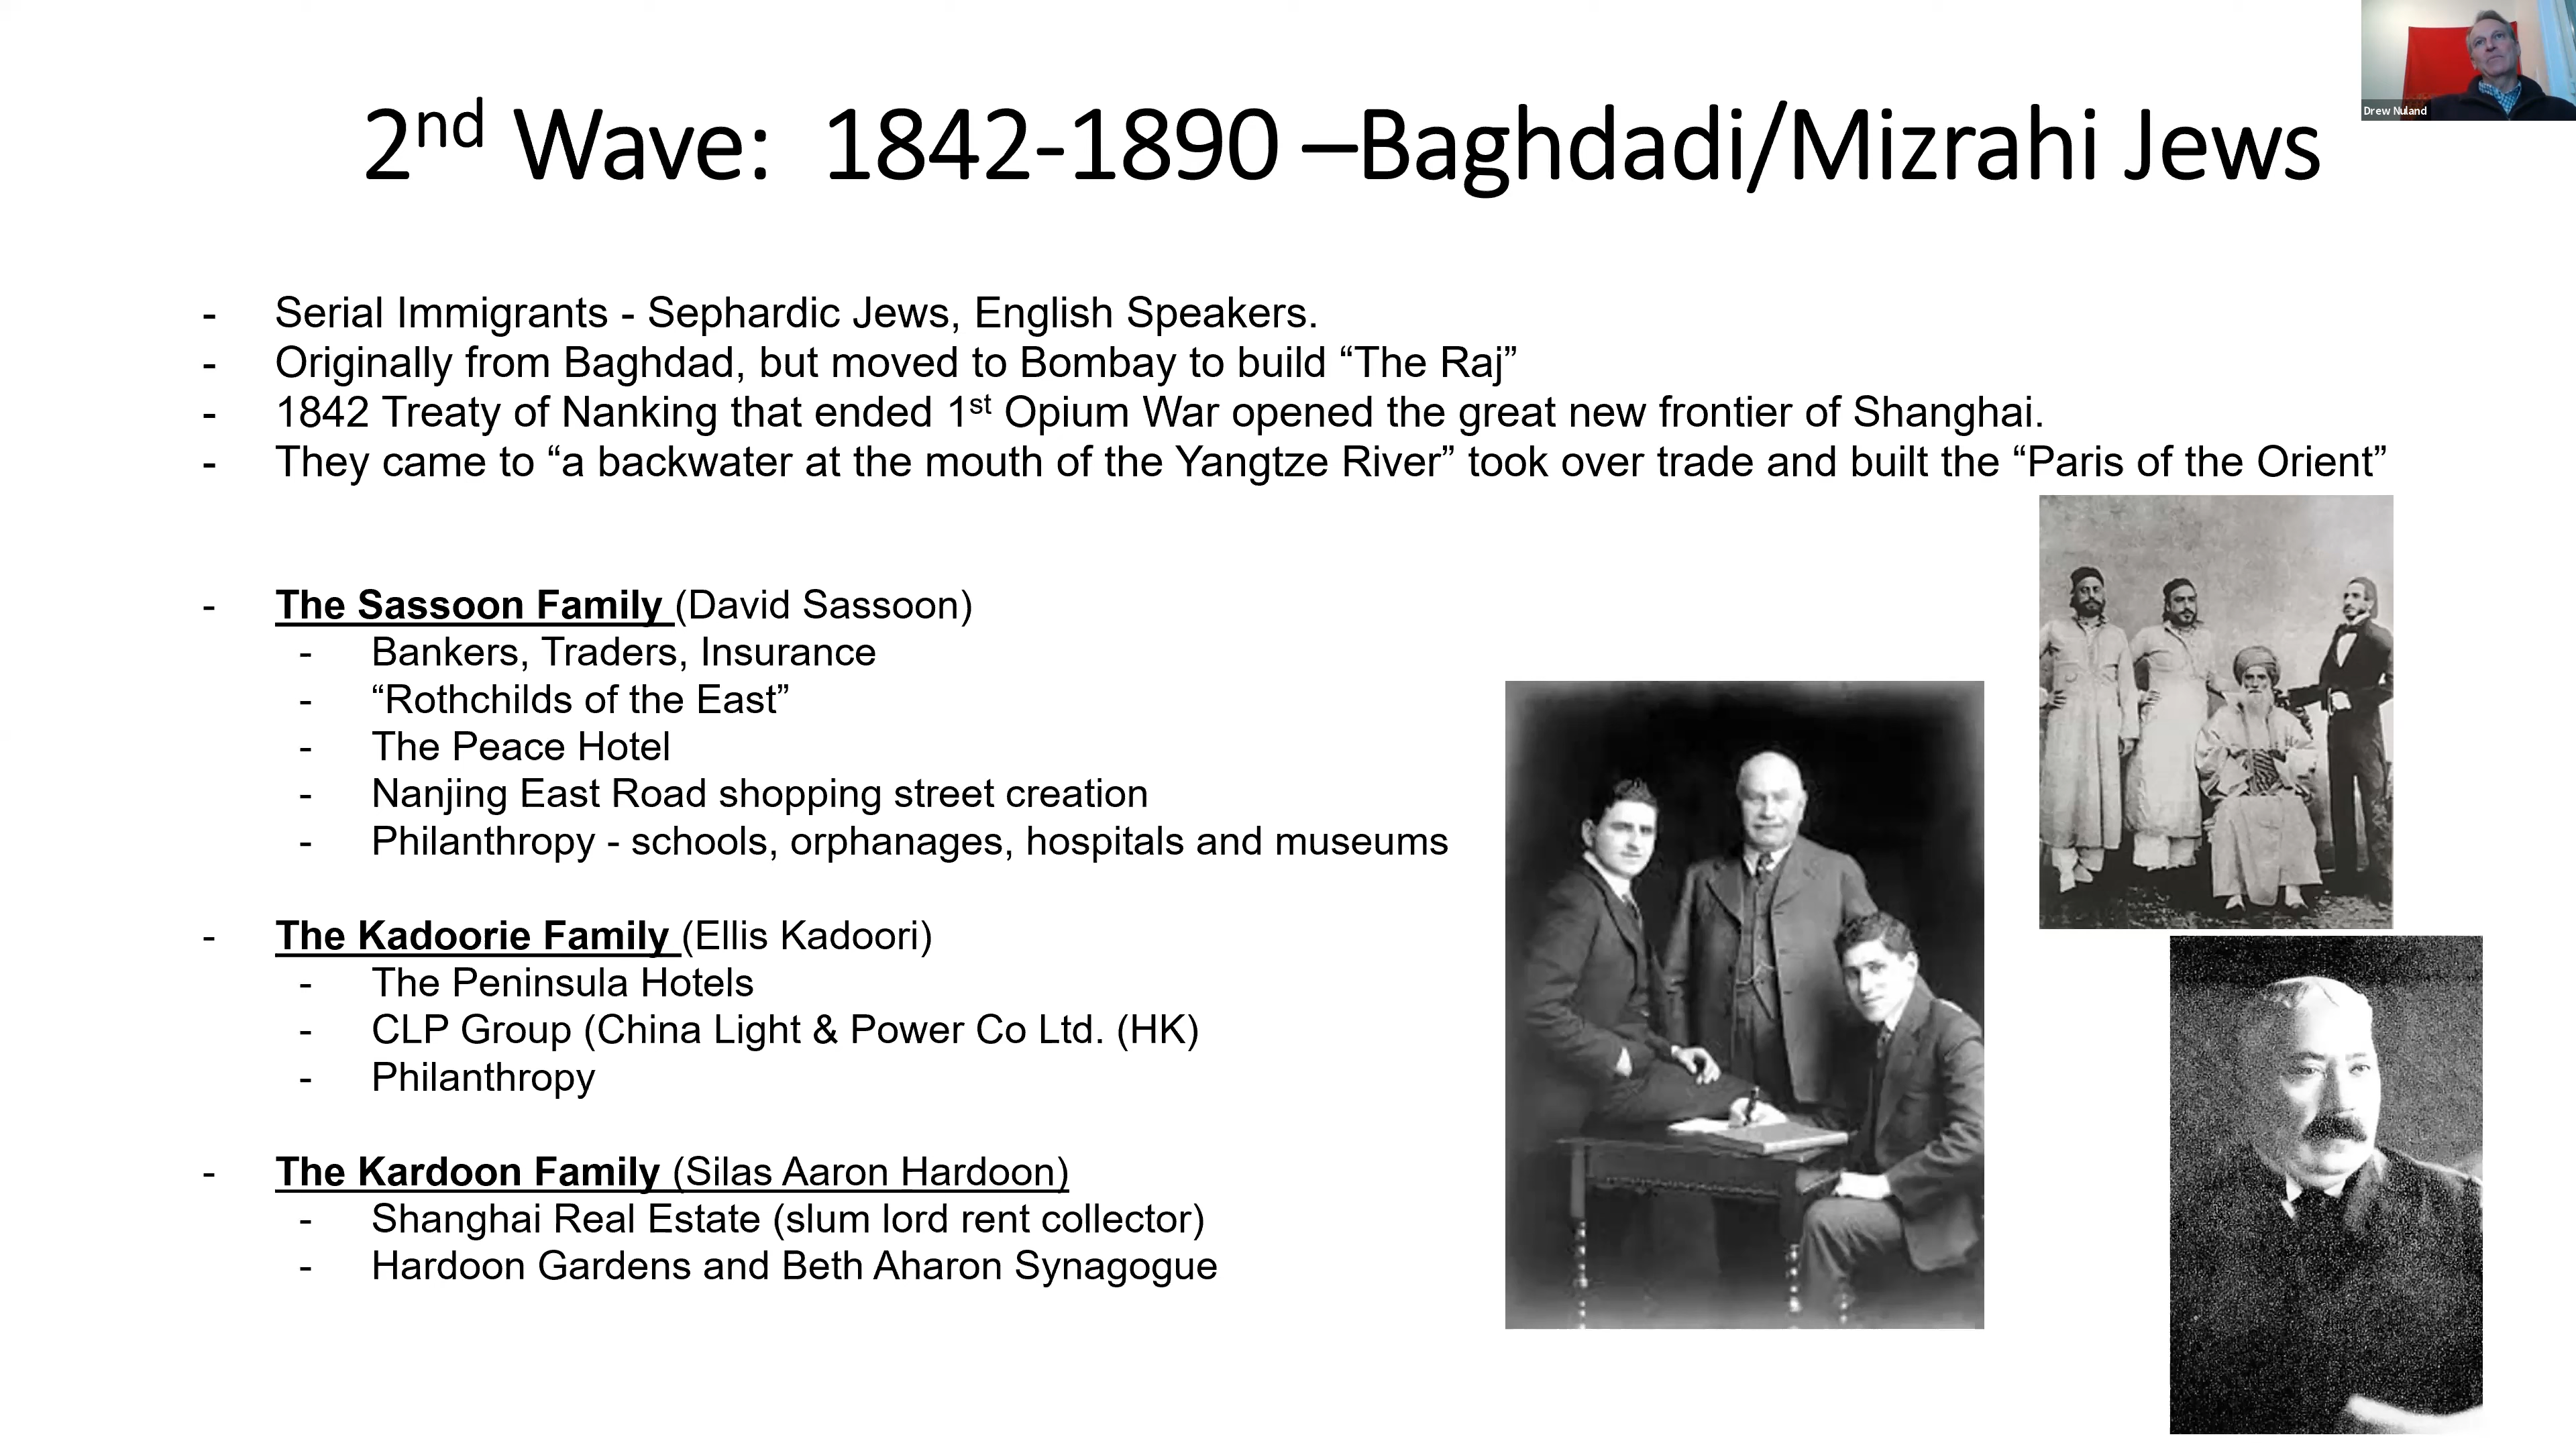 Drew Nuland
2nd Wave:  1842-1890 –Baghdadi/Mizrahi Jews
- Serial Immigrants - Sephardic Jews, English Speakers.
- Originally from Baghdad, but moved to Bombay to build “The Raj”
- 1842 Treaty of Nanking that ended 1st Opium War opened the great new frontier of Shanghai.
- They came to “a backwater at the mouth of the Yangtze River” took over trade and built the “Paris of the Orient”
- The Sassoon Family (David Sassoon)
- Bankers, Traders, Insurance
- “Rothchilds of the East”
- The Peace Hotel
- Nanjing East Road shopping street creation
- Philanthropy - schools, orphanages, hospitals and museums
- The Kadoorie Family (Ellis Kadoori)
- The Peninsula Hotels
- CLP Group (China Light & Power Co Ltd. (HK)
- Philanthropy
- The Kardoon Family (Silas Aaron Hardoon)
- Shanghai Real Estate (slum lord rent collector)
- Hardoon Gardens and Beth Aharon Synagogue